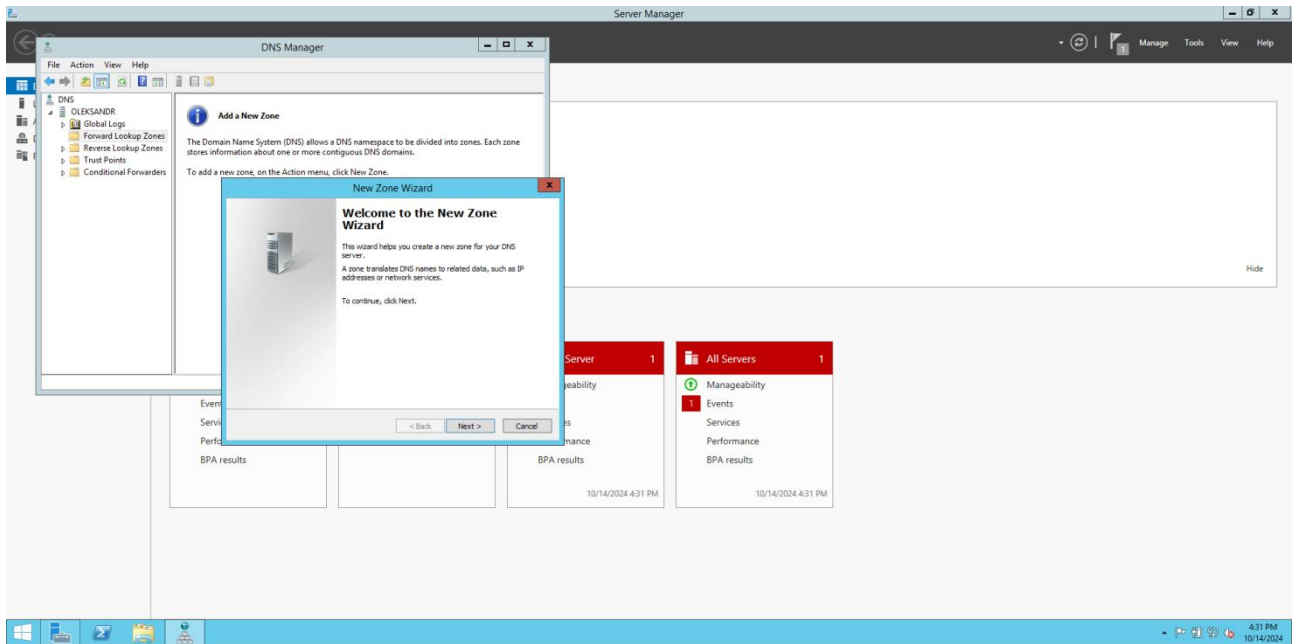 Server Manager
Manage Tools View Help
1
DNS Manager
File Action View Help
DNS
OLEKSANDR
Global Logs
Forward Lookup Zones
Reverse Lookup Zones
Trust Points
Conditional Forwarders
Add a New Zone
The Domain Name System (DNS) allows a DNS namespace to be divided into zones. Each zone
stores information about one or more contiguous DNS domains.
To add a new zone, on the Action menu, click New Zone.
New Zone Wizard
Welcome to the New Zone
Wizard
This wizard helps you create a new zone for your DNS
server.
A zone translates DNS names to related data, such as IP
addresses or network services.
To continue, click Next.
< Back Next > Cancel
Hide
BPA results
Server 1
BPA results
10/14/2024 4:31 PM
All Servers 1
Manageability
1 Events
Services
Performance
BPA results
10/14/2024 4:31 PM
4:31 PM
10/14/2024